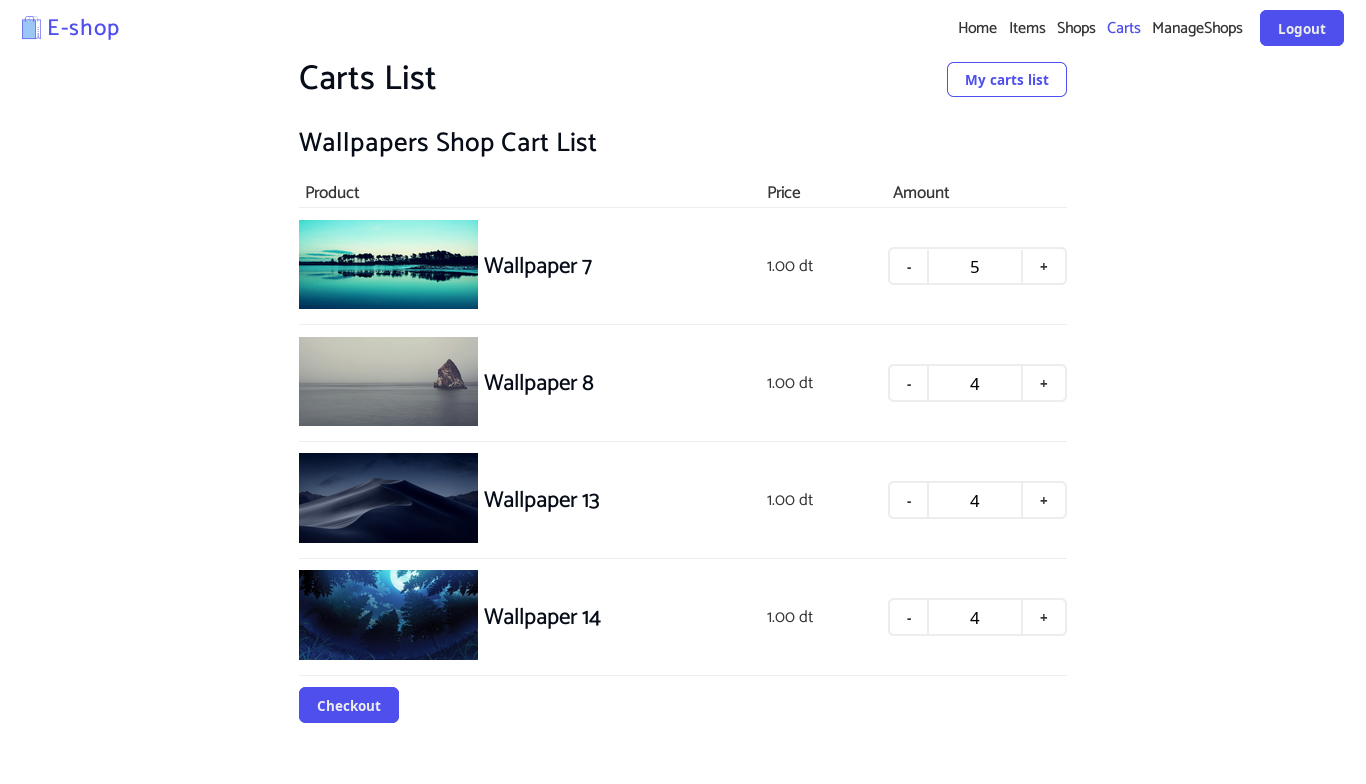 E-shop
Home Items Shops Carts ManageShops Logout
Carts List
My carts list
Wallpapers Shop Cart List
Product Price Amount
Wallpaper 7 1.00 dt - 5 +
Wallpaper 8 1.00 dt - 4 +
Wallpaper 13 1.00 dt - 4 +
Wallpaper 14 1.00 dt - 4 +
Checkout